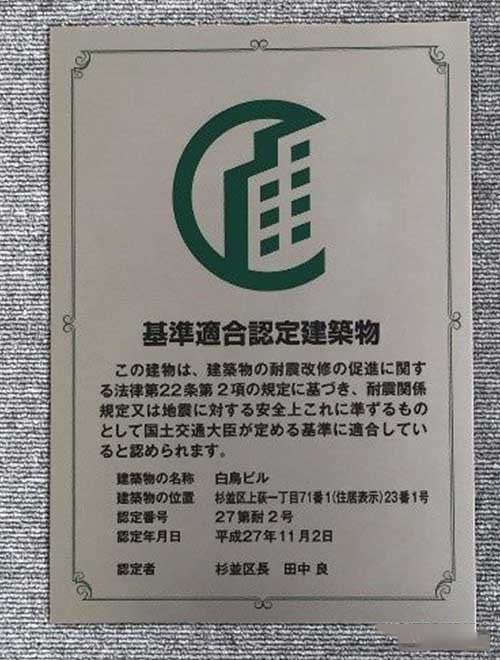 基準適合認定建築物
この建物は、建築物の耐震改修の促進に関す
る法律第22条第2項の規定に基づき、耐震関係
規定又は地震に対する安全上これに準ずるもの
として国土交通大臣が定める基準に適合してい
ると認められます。
建築物の名称 白鳥ビル
建築物の位置 杉並区上荻一丁目71番1(住居表示)23番1号
認定番号 27第耐2号
認定年月日 平成27年11月2日
認定者 杉並区長 田中 良